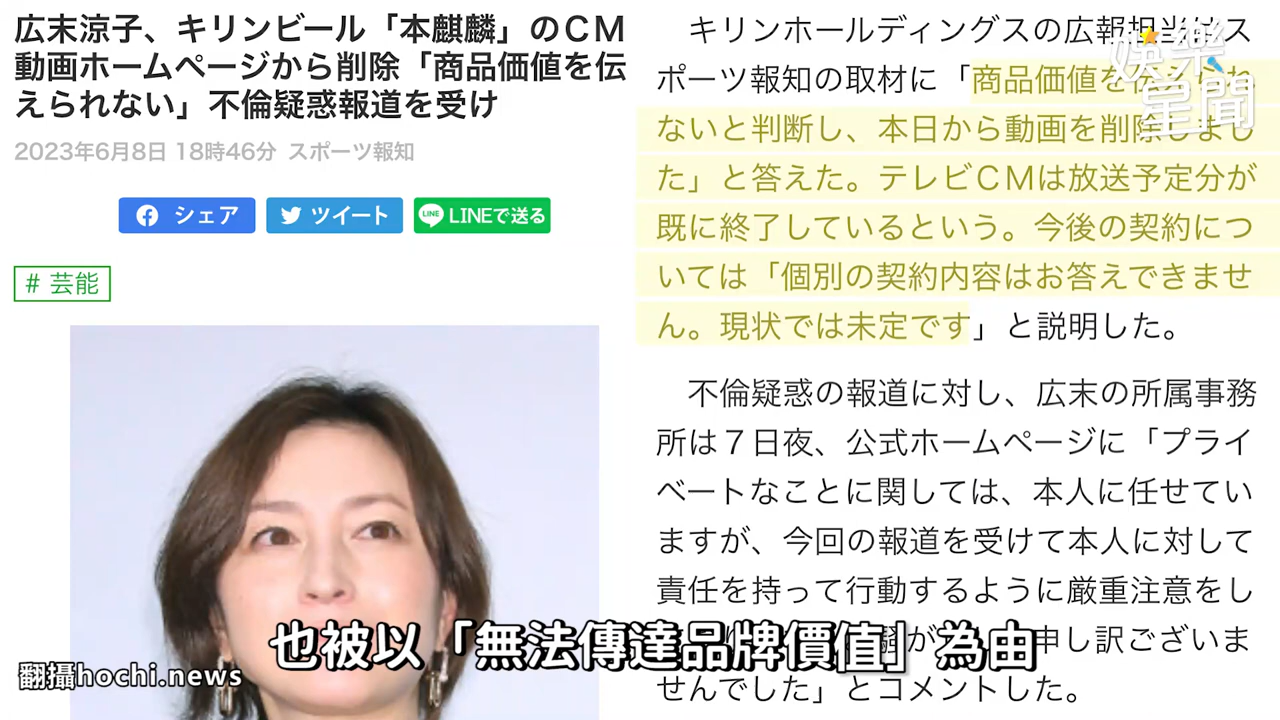 広末涼子、キリンビール「本麒麟」のＣＭ
動画ホームページから削除「商品価値を伝
えられない」不倫疑惑報道を受け
2023年6月8日 18時46分 スポーツ報知
シェア
ツイート
LINE
LINEで送る
# 芸能
キリンホールディングスの広報担当はス
ポーツ報知の取材に「商品価値を伝えられ
ないと判断し、本日から動画を削除しまし
た」と答えた。テレビＣＭは放送予定分が
既に終了しているという。今後の契約につ
いては「個別の契約内容はお答えできませ
ん。現状では未定です」と説明した。
不倫疑惑の報道に対し、広末の所属事務
所は７日夜、公式ホームページに「プライ
ベートなことに関しては、本人に任せてい
ますが、今回の報道を受けて本人に対して
責任を持って行動するように厳重注意をし
申し訳ございま
せんでした」とコメントした。
娛樂
星聞
也被以「無法傳達品牌價值」為由
翻攝hochi.news